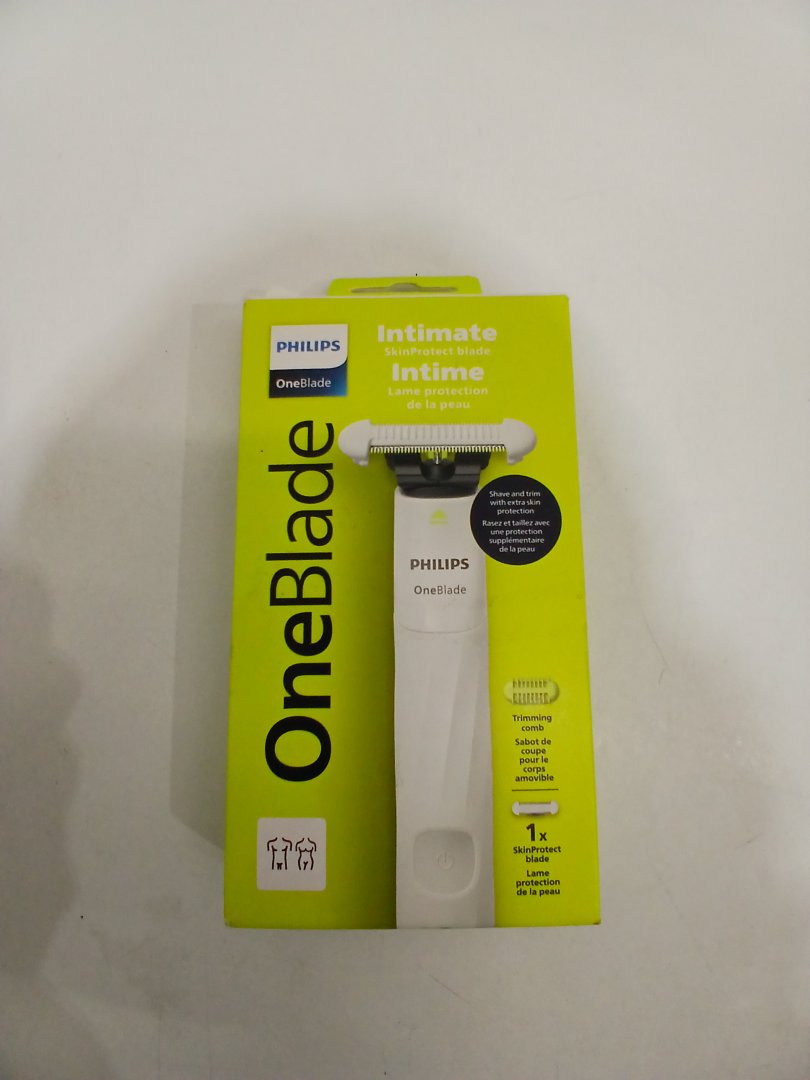 PHILIPS
OneBlade
Intimate
SkinProtect blade
Intime
Lame protection
de la peau
OneBlade
Shave and trim
with extra skin
protection
Rasez et taillez avec
une protection
supplémentaire
de la peau
PHILIPS
OneBlade
Trimming
comb
Sabot de
coupe
pour le
corps
amovible
1x
SkinProtect
blade
Lame
protection
de la peau